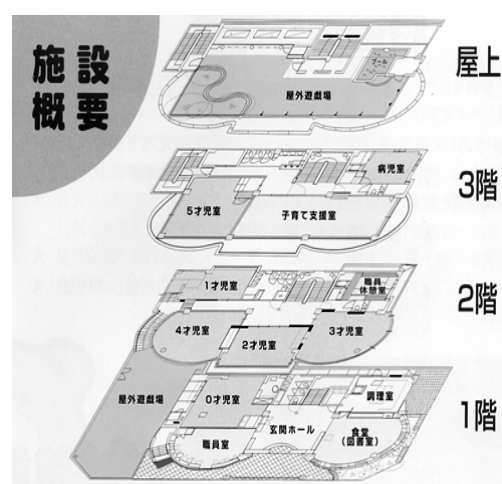 施設
概要
屋上
プール
屋外遊戯場
3階
病児室
5才児室
子育て支援室
2階
1才児室
職員
休憩室
4才児室
2才児室
3才児室
1階
屋外遊戯場
0才児室
調理室
職員室
玄関ホール
食堂
(図書室)